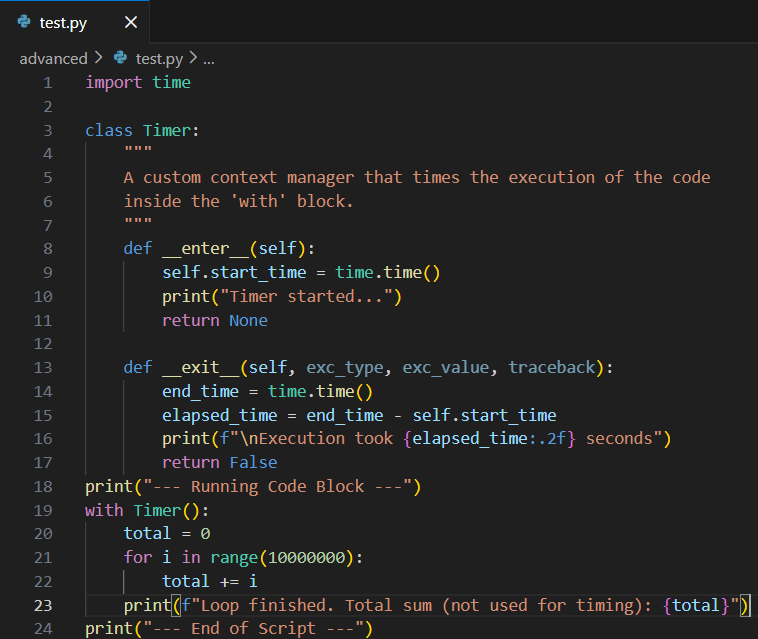 test.py
advanced > test.py > ...
1 import time
2
3 class Timer:
4     """
5     A custom context manager that times the execution of the code
6     inside the 'with' block.
7     """
8     def __enter__(self):
9         self.start_time = time.time()
10         print("Timer started...")
11         return None
12
13     def __exit__(self, exc_type, exc_value, traceback):
14         end_time = time.time()
15         elapsed_time = end_time - self.start_time
16         print(f"\nExecution took {elapsed_time:.2f} seconds")
17         return False
18 print("--- Running Code Block ---")
19 with Timer():
20     total = 0
21     for i in range(10000000):
22         total += i
23     print(f"Loop finished. Total sum (not used for timing): {total}")
24 print("--- End of Script ---")